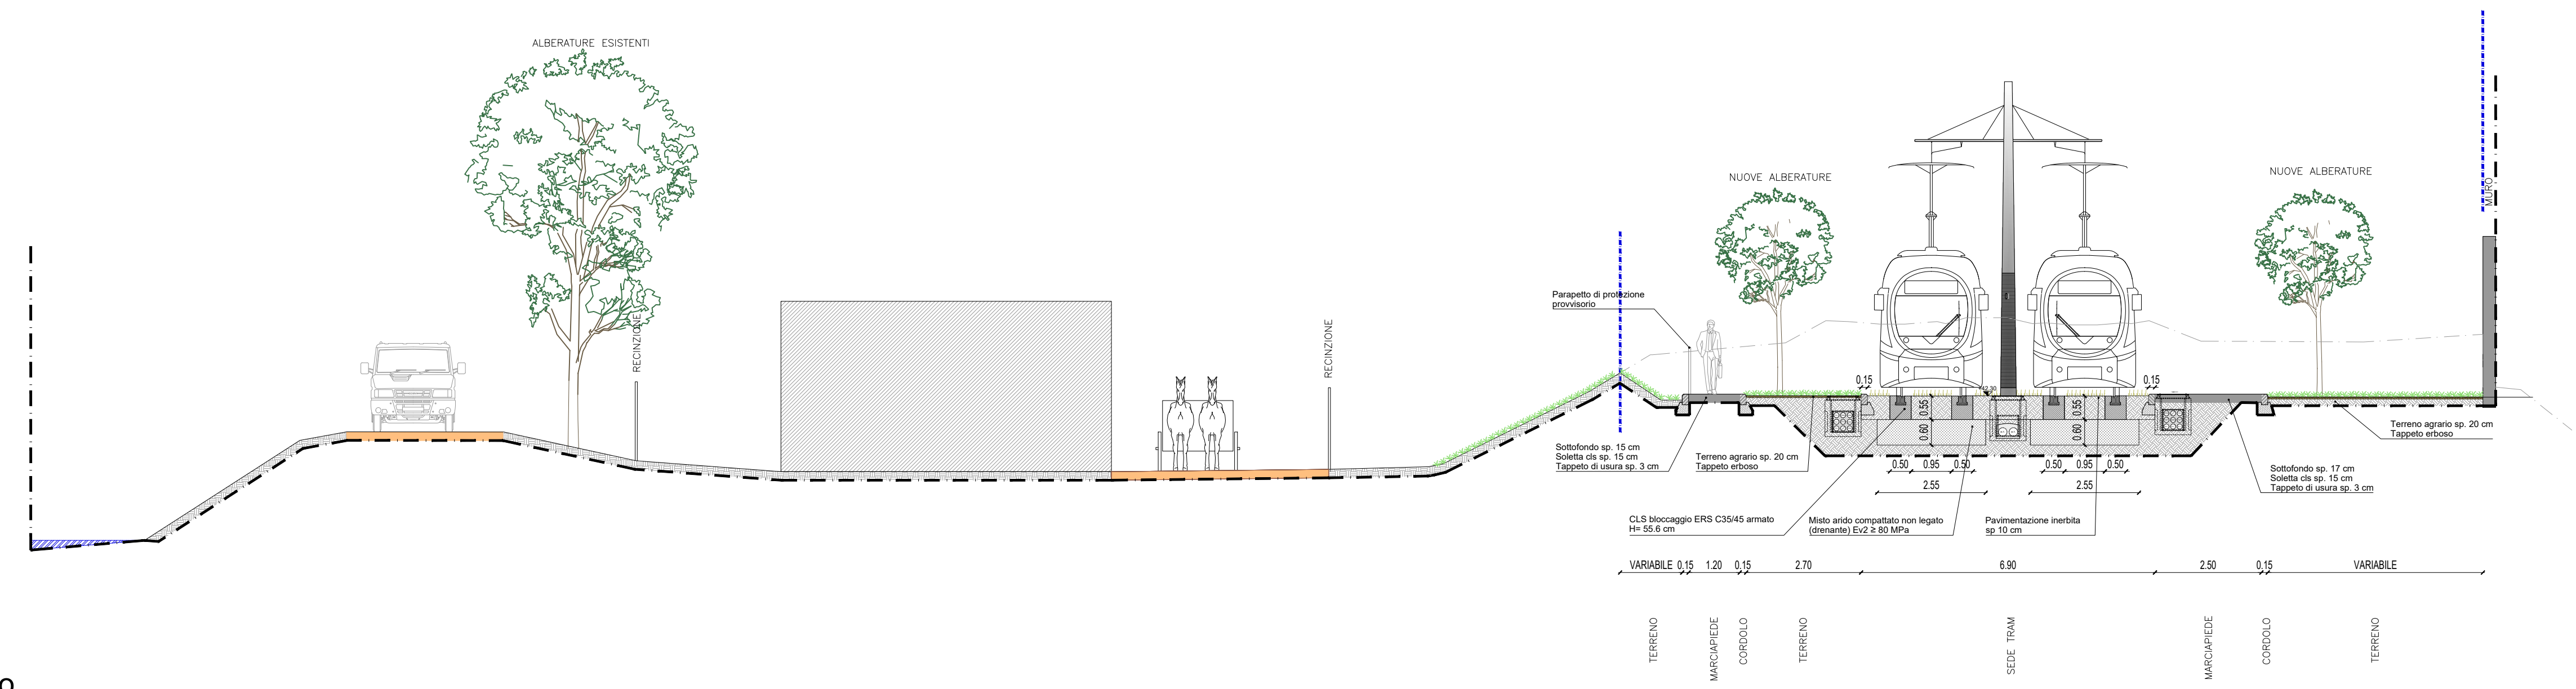 ALBERATURE ESISTENTI
RECINZIONE
RECINZIONE
Parapetto di protezione
provvisorio
NUOVE ALBERATURE
NUOVE ALBERATURE
MURO
0.15
+42.30
0.15
0.55
0.60
0.55
0.60
0.50 0.95 0.50
2.55
0.50 0.95 0.50
2.55
Sottofondo sp. 15 cm
Soletta cls sp. 15 cm
Tappeto di usura sp. 3 cm
Terreno agrario sp. 20 cm
Tappeto erboso
CLS bloccaggio ERS C35/45 armato
H= 55.6 cm
Misto arido compattato non legato
(drenante) Ev2 ≥ 80 MPa
Pavimentazione inerbita
sp 10 cm
Terreno agrario sp. 20 cm
Tappeto erboso
Sottofondo sp. 17 cm
Soletta cls sp. 15 cm
Tappeto di usura sp. 3 cm
VARIABILE 0.15 1.20 0.15 2.70 6.90 2.50 0.15 VARIABILE
TERRENO
MARCIAPIEDE
CORDOLO
TERRENO
SEDE TRAM
MARCIAPIEDE
CORDOLO
TERRENO